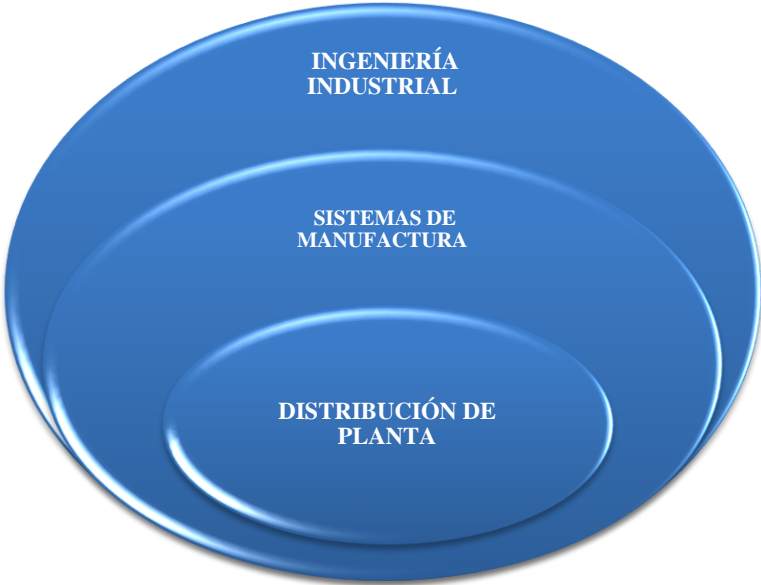 INGENIERÍA
INDUSTRIAL
SISTEMAS DE
MANUFACTURA
DISTRIBUCIÓN DE
PLANTA